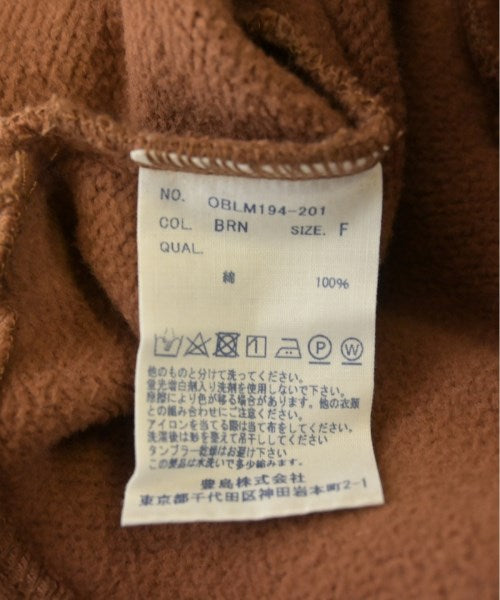 NO. OBLM194-201
COL. BRN SIZE. F
QUAL.
綿 100%
P W
他のものと分けて洗ってください。
蛍光増白剤入り洗剤を使用しないで下さい。
摩擦により色が移る場合があります。他の衣類
との組み合わせにご注意ください。
アイロンを当てる際は当て布をしてください。
洗濯後は形を整えて吊干ししてください
タンブラー乾燥はお避け下さい
この製品は水洗いで多少縮みます。
豊島株式会社
東京都千代田区神田岩本町2-1